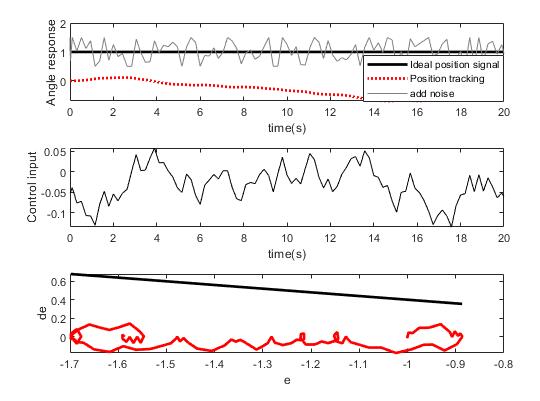 2
1
0
Angle response
Ideal position signal
Position tracking
add noise
0 2 4 6 8 10 12 14 16 18 20
time(s)
0.05
0
-0.05
-0.1
Control input
0 2 4 6 8 10 12 14 16 18 20
time(s)
0.6
0.4
0.2
0
de
-1.7 -1.6 -1.5 -1.4 -1.3 -1.2 -1.1 -1 -0.9 -0.8
e